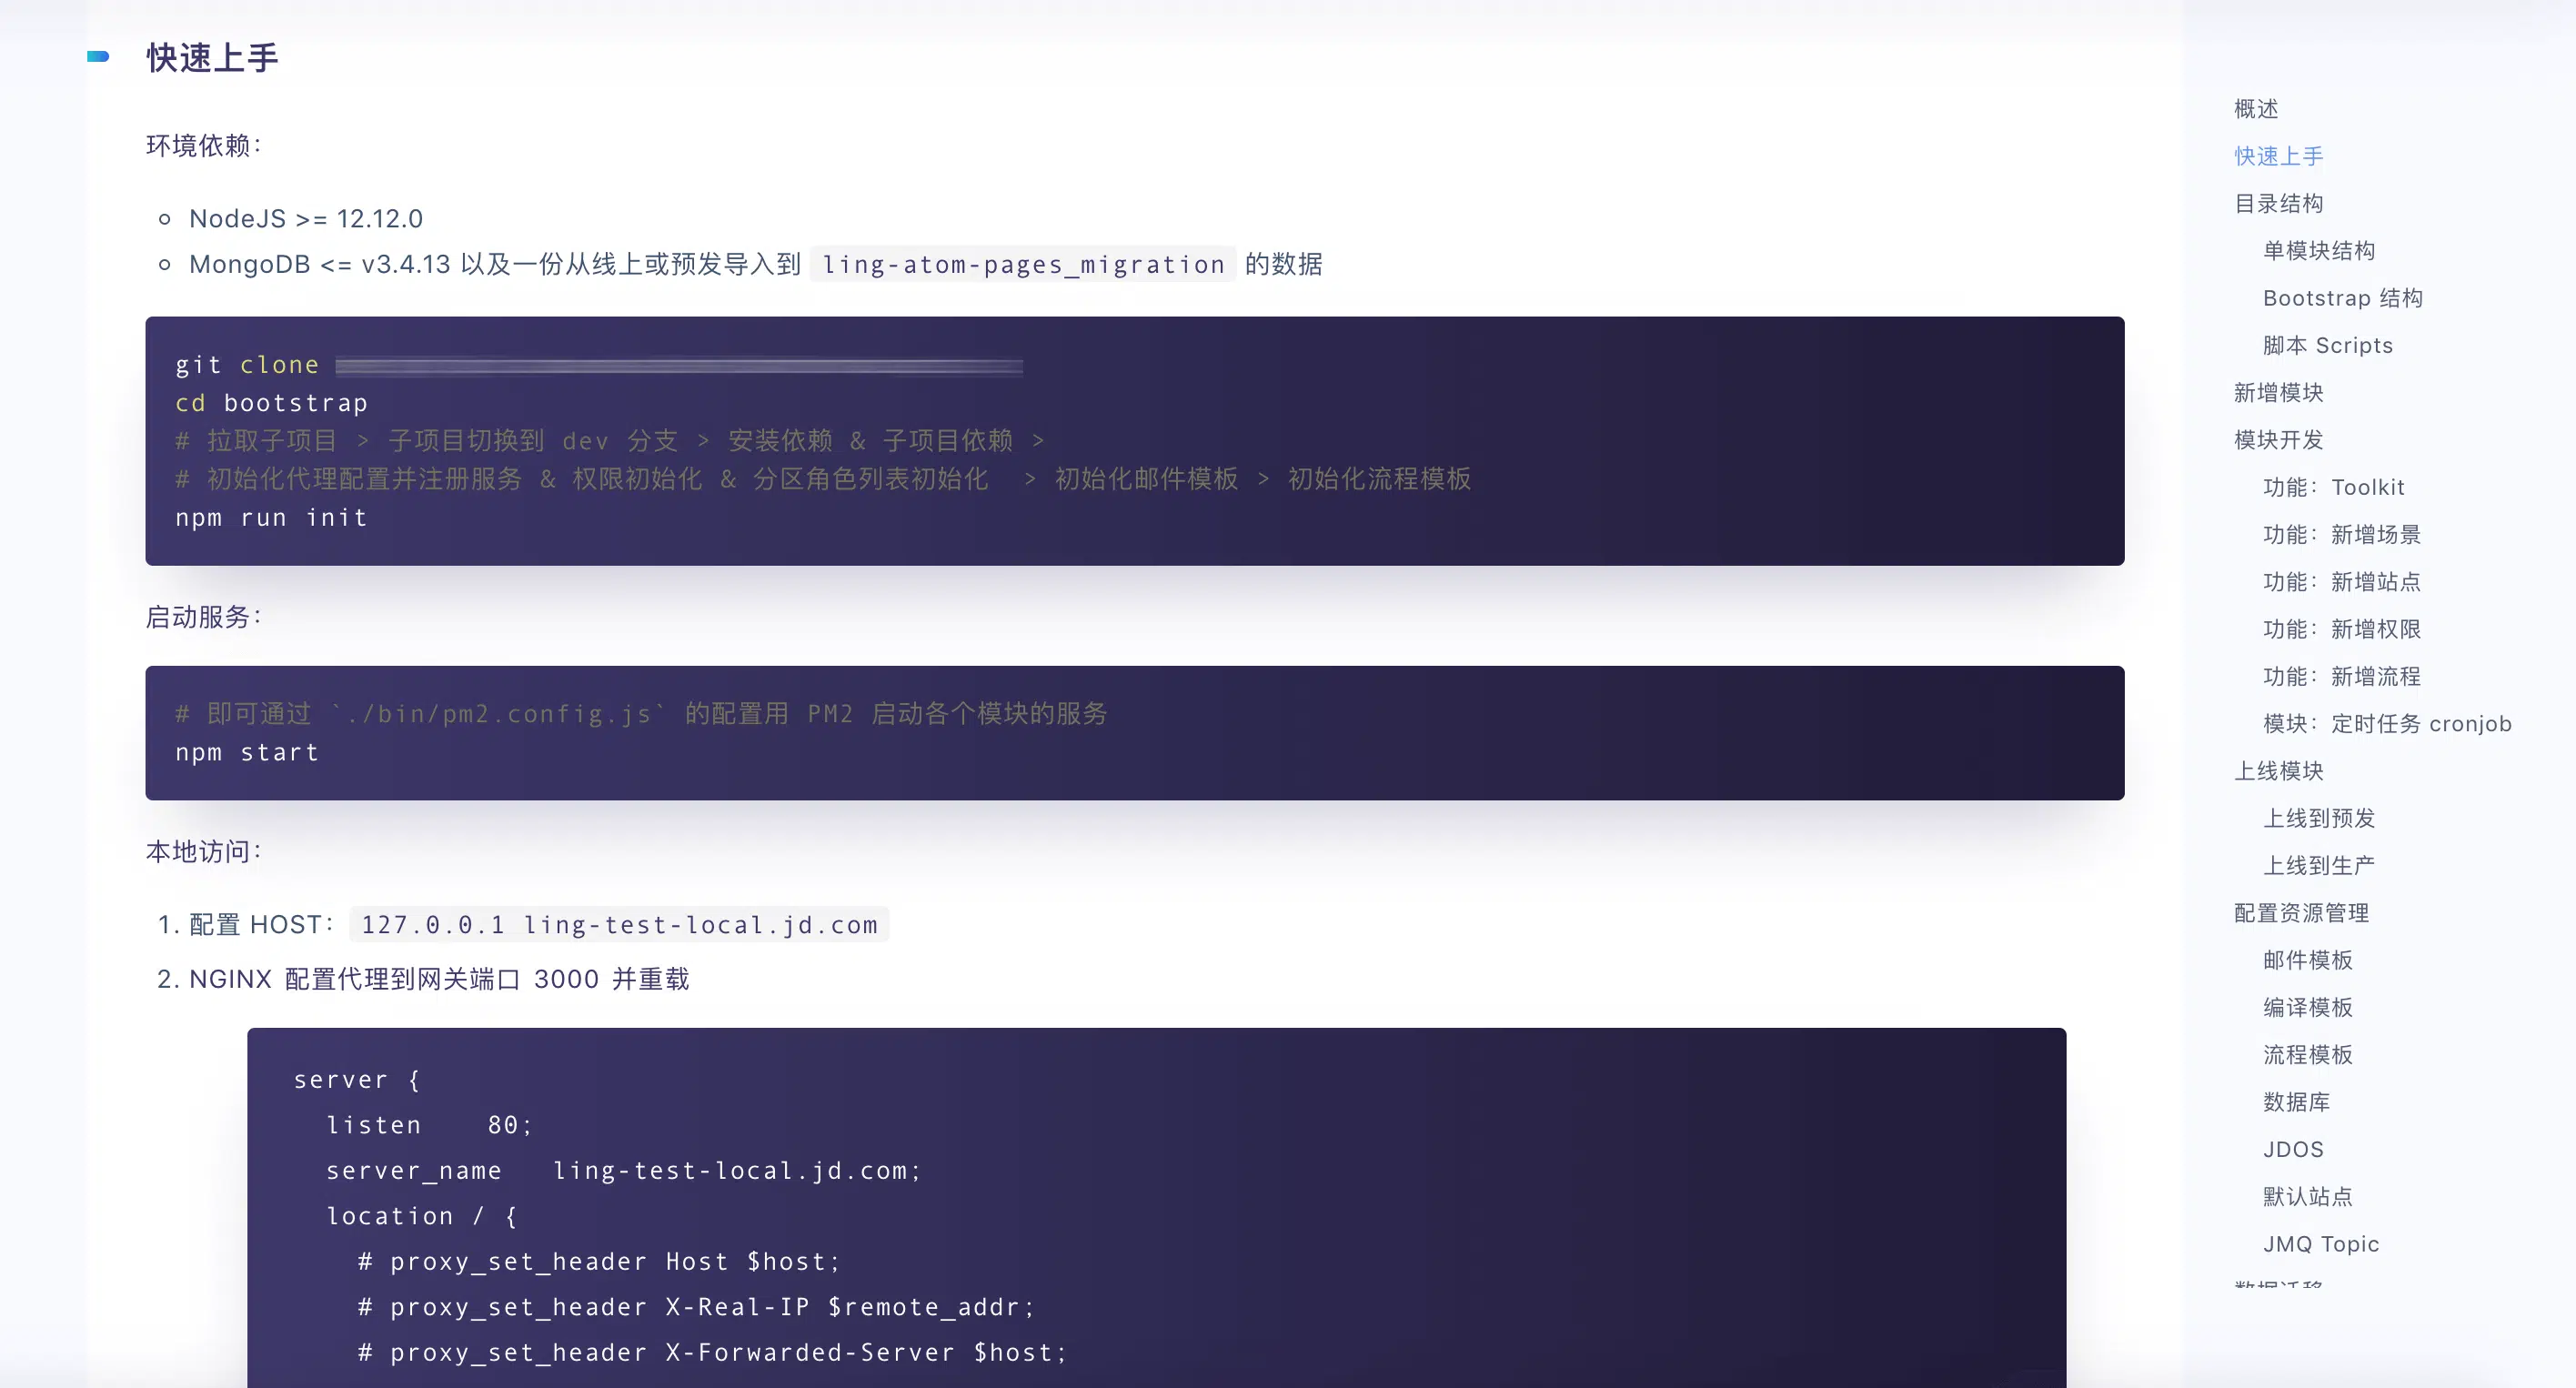 快速上手
环境依赖：
NodeJS >= 12.12.0
MongoDB <= v3.4.13 以及一份从线上或预发导入到 ling-atom-pages_migration 的数据
git clone
cd bootstrap
# 拉取子项目 > 子项目切换到 dev 分支 > 安装依赖 & 子项目依赖 >
# 初始化代理配置并注册服务 & 权限初始化 & 分区角色列表初始化  > 初始化邮件模板 > 初始化流程模板
npm run init
启动服务：
# 即可通过 `./bin/pm2.config.js` 的配置用 PM2 启动各个模块的服务
npm start
本地访问：
1. 配置 HOST： 127.0.0.1 ling-test-local.jd.com
2. NGINX 配置代理到网关端口 3000 并重载
server {
listen    80;
server_name   ling-test-local.jd.com;
location / {
# proxy_set_header Host $host;
# proxy_set_header X-Real-IP $remote_addr;
# proxy_set_header X-Forwarded-Server $host;
概述
快速上手
目录结构
单模块结构
Bootstrap 结构
脚本 Scripts
新增模块
模块开发
功能：Toolkit
功能：新增场景
功能：新增站点
功能：新增权限
功能：新增流程
模块：定时任务 cronjob
上线模块
上线到预发
上线到生产
配置资源管理
邮件模板
编译模板
流程模板
数据库
JDOS
默认站点
JMQ Topic